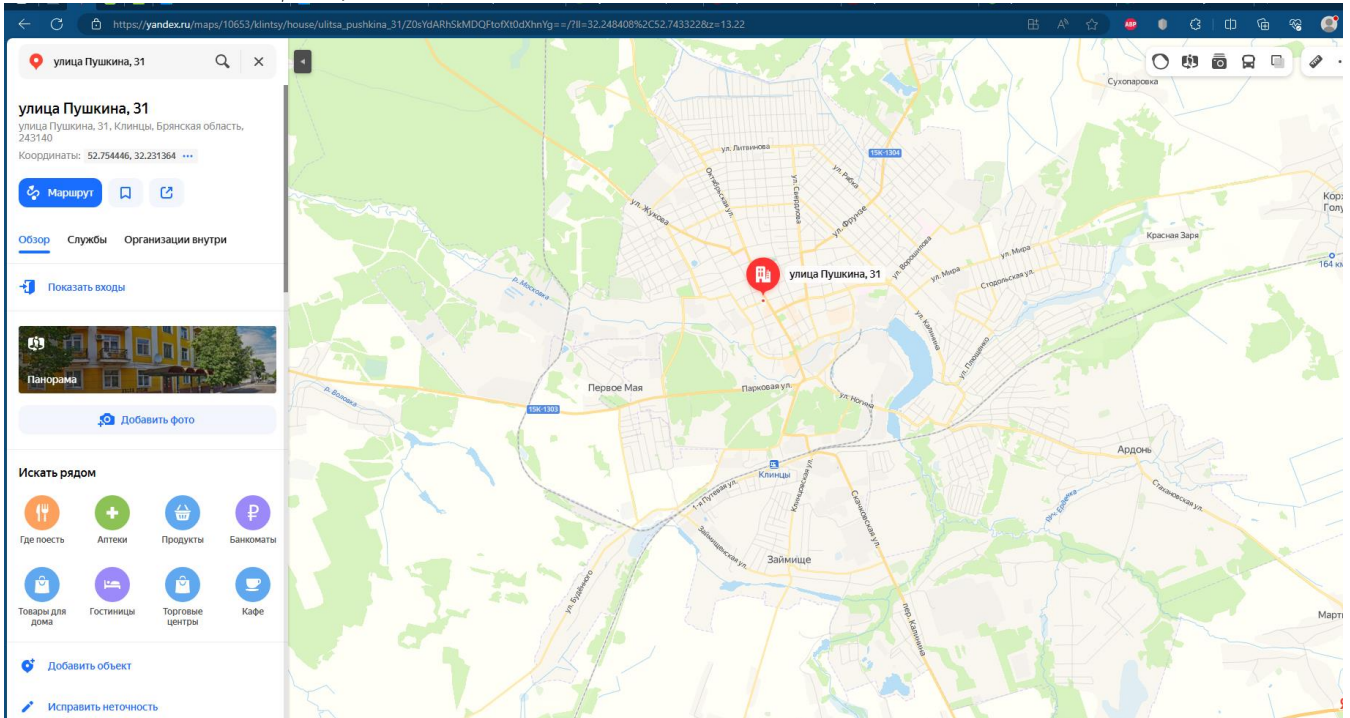 https://yandex.ru/maps/10653/klintsy/house/ulitsa_pushkina_31/Z0sYdARhSkMDQFtofXt0dXhnYg==/?ll=32.248408%2C52.743322&z=13.22
ABP
улица Пушкина, 31
улица Пушкина, 31
улица Пушкина, 31, Клинцы, Брянская область,
243140
Координаты: 52.754446, 32.231364 •••
Маршрут
Обзор Службы Организации внутри
Показать входы
Панорама
Добавить фото
Искать рядом
Где поесть Аптеки Продукты Банкоматы
Товары для дома Гостиницы Торговые центры Кафе
Добавить объект
Исправить неточность
Сухопаровка
ул. Литвинова
15К-1304
ул. Рябка
Октябрьская ул.
ул. Свердлова
ул. Жукова
ул. Фрунзе
Красная Заря
ул. Ворошилова
ул. Мира
ул. Мира
Стодольская ул.
164 км
улица Пушкина, 31
р. Московка
ул. Калинина
ул. Плющенко
Первое Мая
Парковая ул.
р. Воловка
15К-1303
ул. Ногина
Ардонь
Клинцы
Стахановская ул.
1-я Путевая ул.
Клинцовская ул.
Скачковская ул.
Займищенская ул.
Займище
ул. Будённого
пер. Калинина